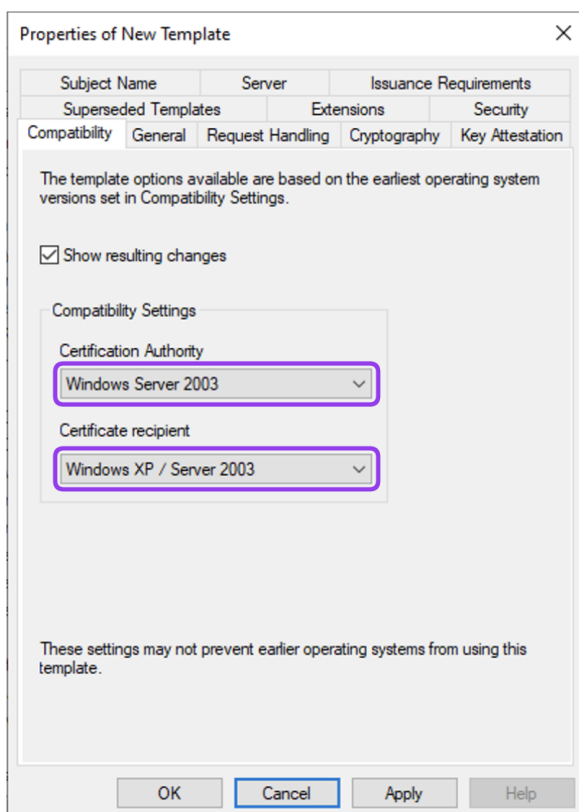 Properties of New Template
Subject Name Server Issuance Requirements
Superseded Templates Extensions Security
Compatibility General Request Handling Cryptography Key Attestation
The template options available are based on the earliest operating system
versions set in Compatibility Settings.
Show resulting changes
Compatibility Settings
Certification Authority
Windows Server 2003
Certificate recipient
Windows XP / Server 2003
These settings may not prevent earlier operating systems from using this
template.
OK Cancel Apply Help